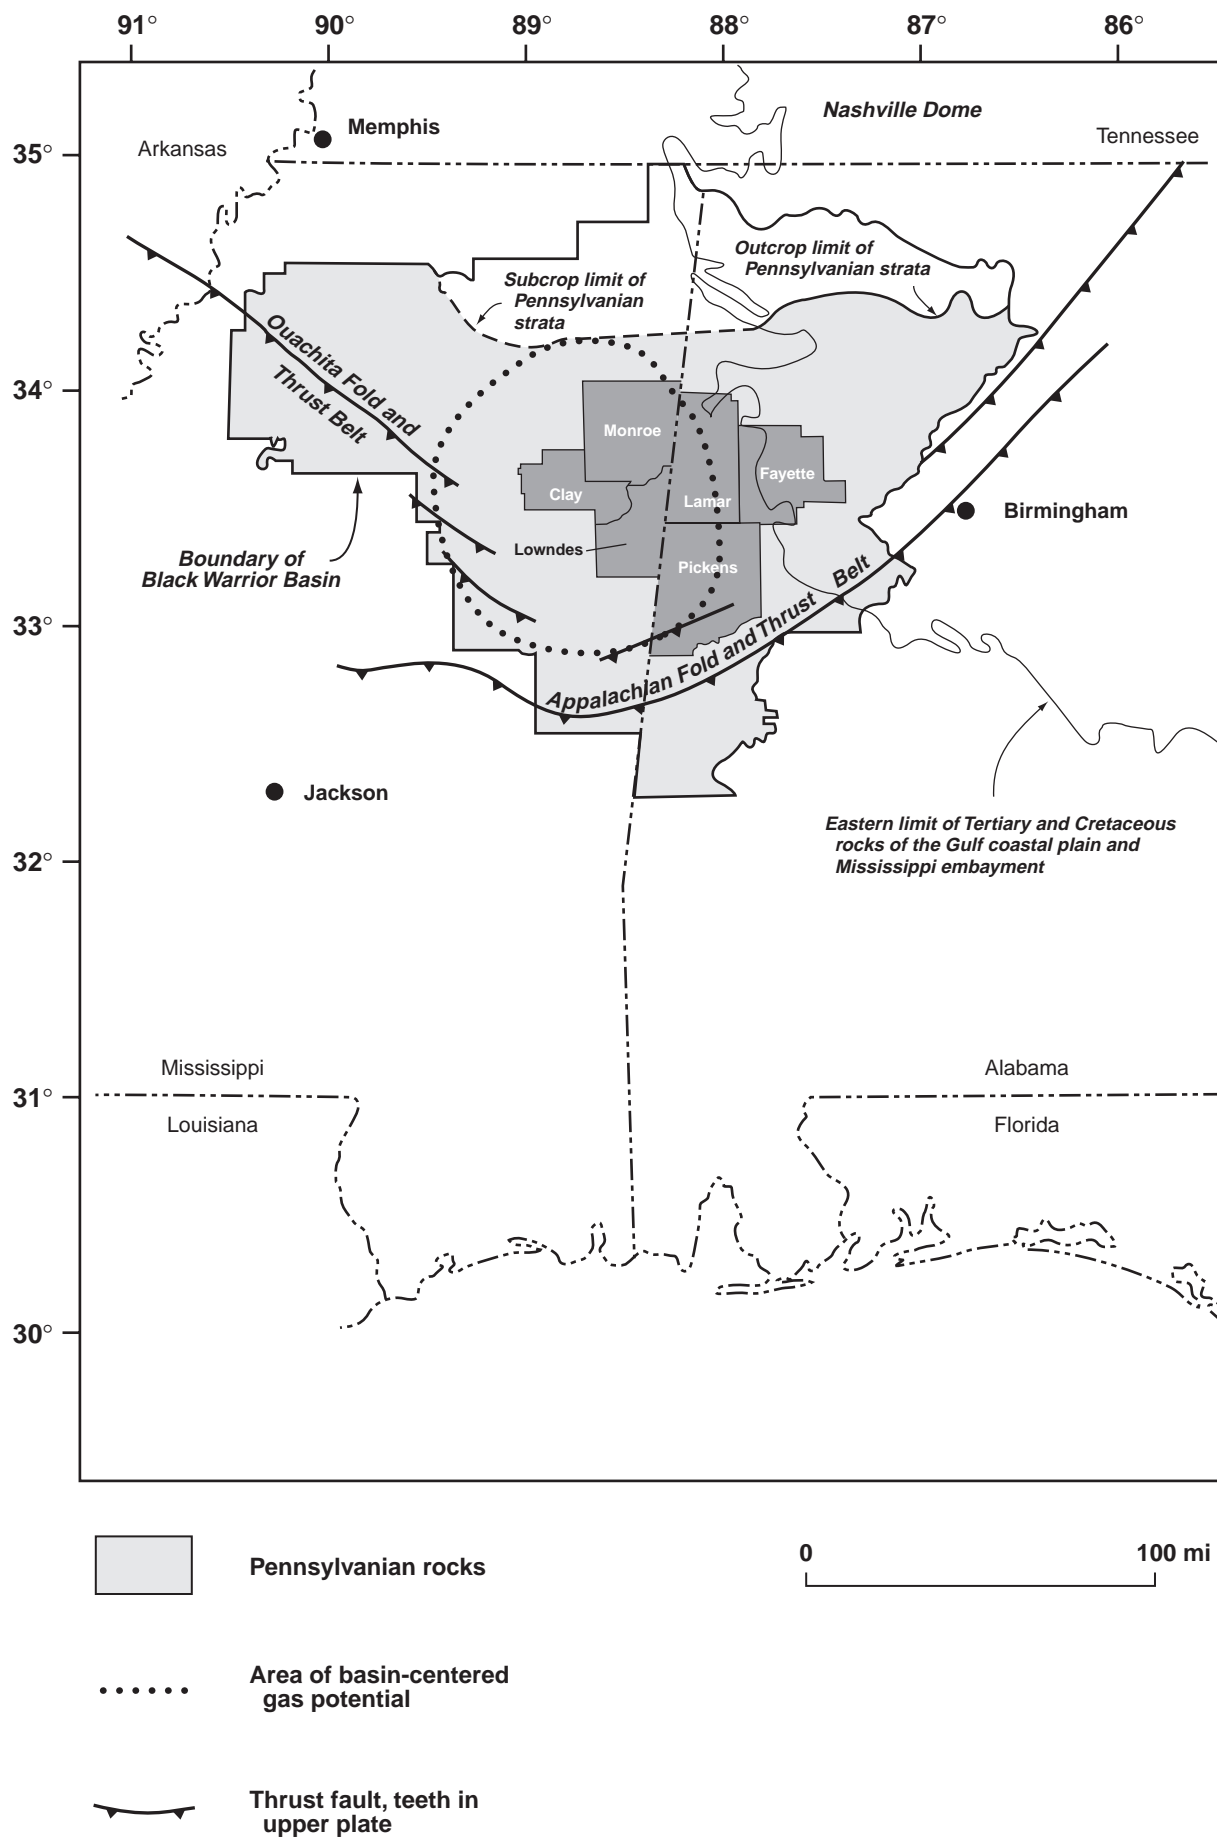 91°
90°
89°
88°
87°
86°
Nashville Dome
Memphis
Arkansas
Tennessee
35°
Outcrop limit of
Pennsylvanian strata
Subcrop limit of
Pennsylvanian
strata
Ouachita Fold and
Thrust Belt
34°
Monroe
Fayette
Clay
Lamar
Birmingham
Lowndes
Boundary of
Black Warrior Basin
Pickens
33°
Appalachian Fold and Thrust Belt
Jackson
Eastern limit of Tertiary and Cretaceous
rocks of the Gulf coastal plain and
Mississippi embayment
32°
Mississippi
Alabama
31°
Louisiana
Florida
30°
0
100 mi
Pennsylvanian rocks
Area of basin-centered
gas potential
Thrust fault, teeth in
upper plate